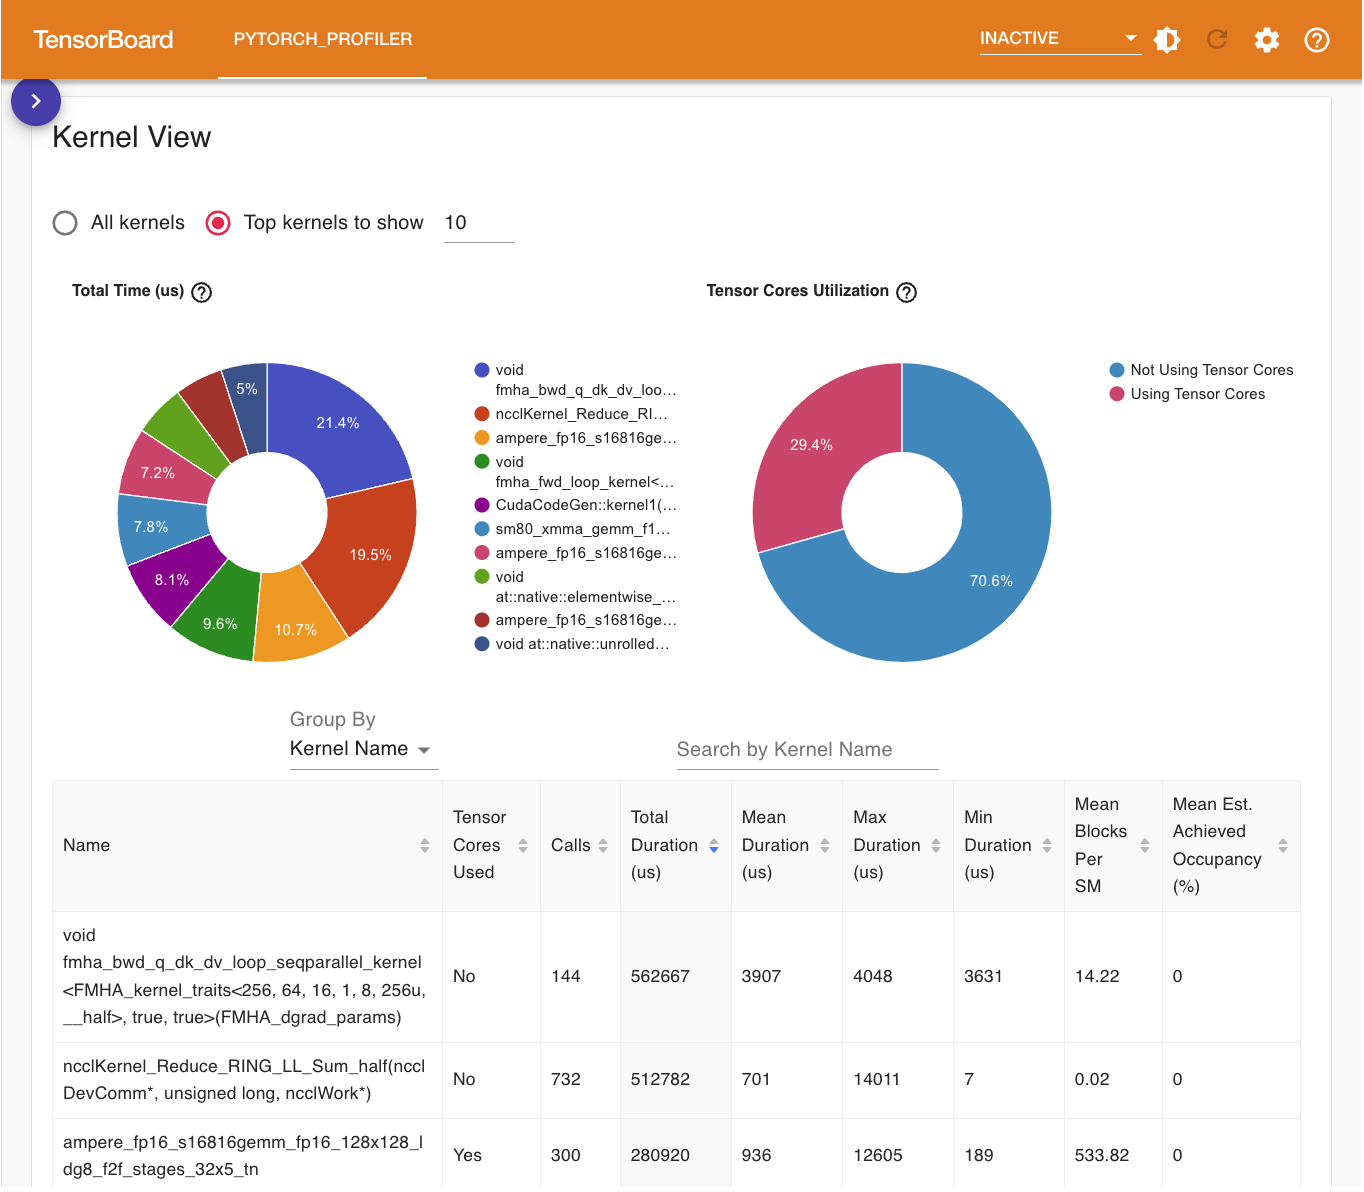 TensorBoard
PYTORCH_PROFILER
INACTIVE
Kernel View
All kernels
Top kernels to show
10
Total Time (us)
5%
21.4%
19.5%
10.7%
9.6%
8.1%
7.8%
7.2%
void
fmha_bwd_q_dk_dv_loo...
ncclKernel_Reduce_RI...
ampere_fp16_s16816ge...
void
fmha_fwd_loop_kernel<...
CudaCodeGen::kernel1(...
sm80_xmma_gemm_f1...
ampere_fp16_s16816ge...
void
at::native::elementwise_...
ampere_fp16_s16816ge...
void at::native::unrolled...
Tensor Cores Utilization
29.4%
70.6%
Not Using Tensor Cores
Using Tensor Cores
Group By
Kernel Name
Search by Kernel Name
Name
Tensor
Cores
Used
Calls
Total
Duration
(us)
Mean
Duration
(us)
Max
Duration
(us)
Min
Duration
(us)
Mean
Blocks
Per
SM
Mean Est.
Achieved
Occupancy
(%)
void
fmha_bwd_q_dk_dv_loop_seqparallel_kernel
<FMHA_kernel_traits<256, 64, 16, 1, 8, 256u,
__half>, true, true>(FMHA_dgrad_params)
No
144
562667
3907
4048
3631
14.22
0
ncclKernel_Reduce_RING_LL_Sum_half(nccl
DevComm*, unsigned long, ncclWork*)
No
732
512782
701
14011
7
0.02
0
ampere_fp16_s16816gemm_fp16_128x128_l
dg8_f2f_stages_32x5_tn
Yes
300
280920
936
12605
189
533.82
0